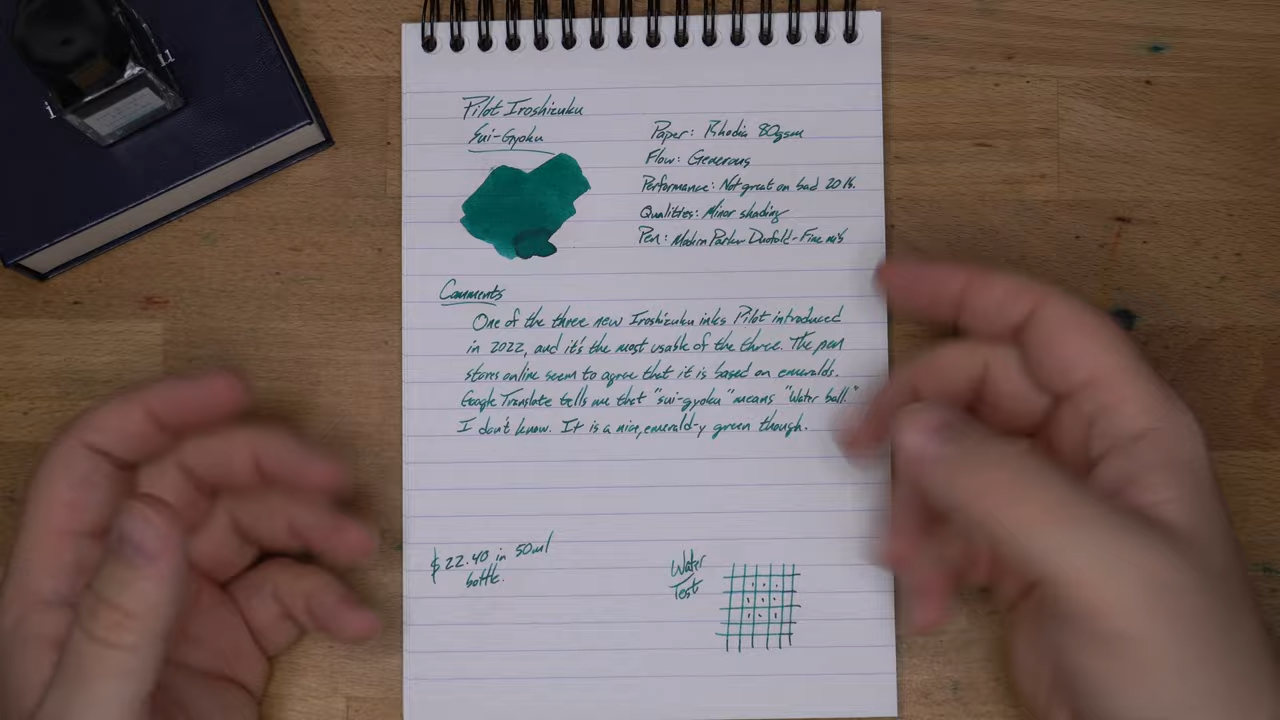 Pilot Iroshizuku
Sui-Gyoku
Paper: Rhodia 80gsm
Flow: Generous
Performance: Not great on bad 20 lb.
Qualities: Minor shading
Pen: Modern Parker Duofold - Fine nib
Comments
One of the three new Iroshizuku inks Pilot introduced
in 2022, and it's the most usable of the three. The pen
stores online seem to agree that it is based on emeralds.
Google Translate tells me that "sui-gyoku" means "Water ball."
I don't know. It is a nice, emerald-y green though.
$22.40 in 50ml
bottle.
Water
Test